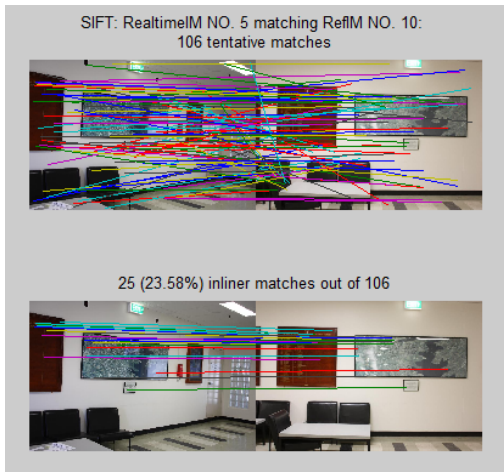 SIFT: RealtimeIM NO. 5 matching RefIM NO. 10:
106 tentative matches
25 (23.58%) inliner matches out of 106